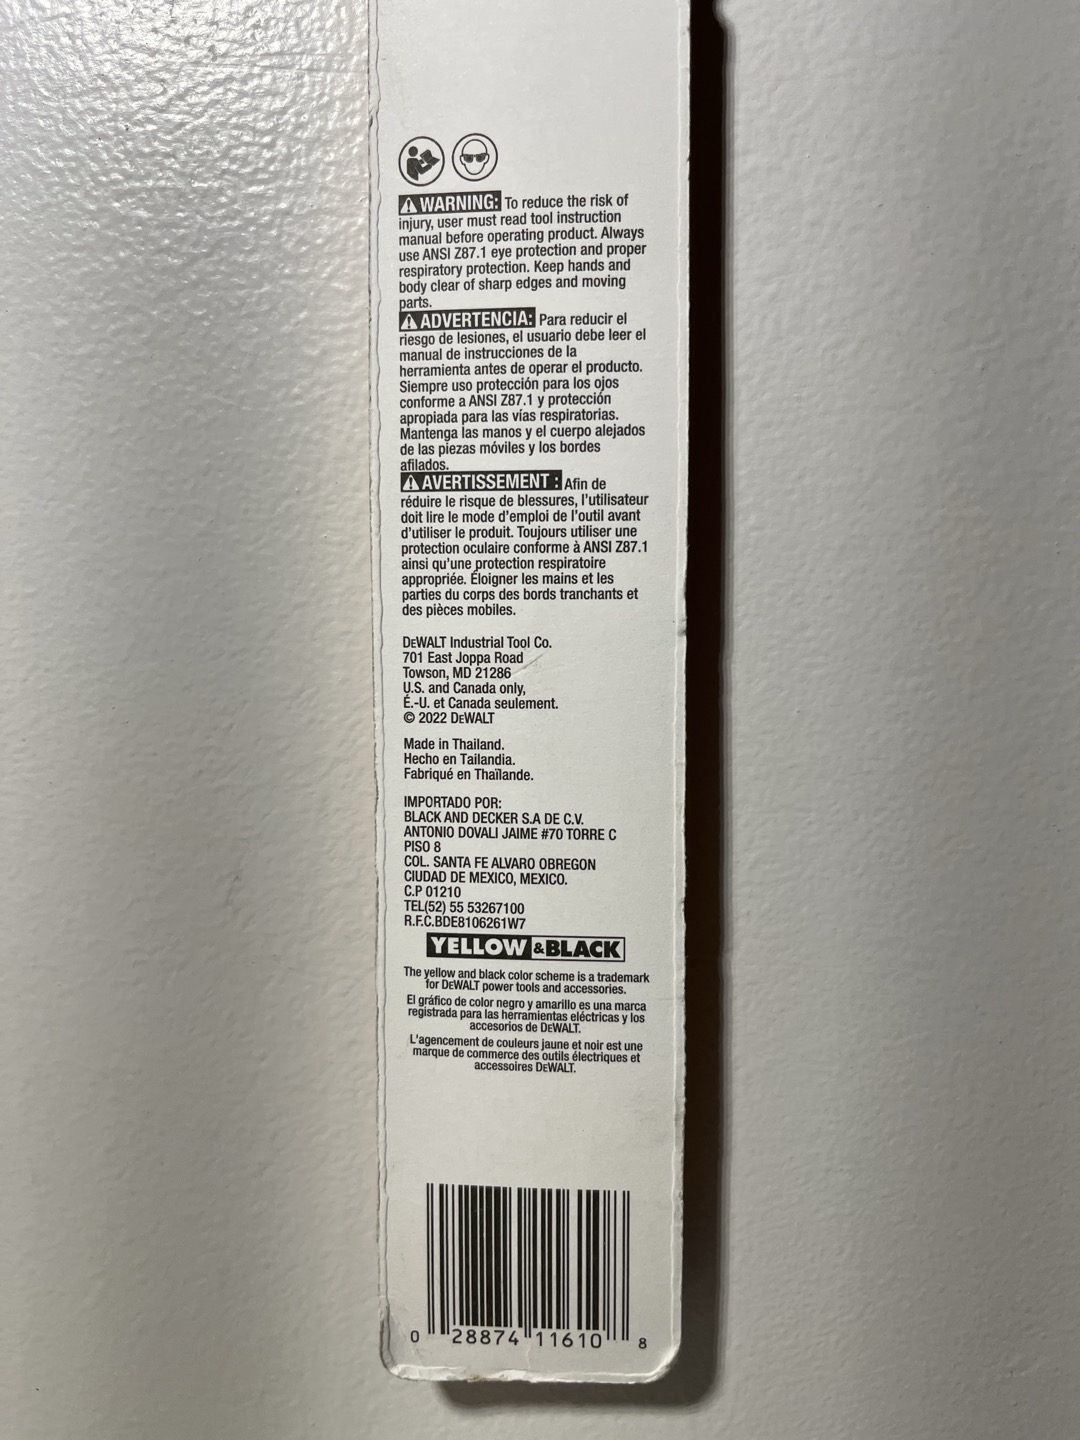 WARNING: To reduce the risk of
injury, user must read tool instruction
manual before operating product. Always
use ANSI Z87.1 eye protection and proper
respiratory protection. Keep hands and
body clear of sharp edges and moving
parts.
ADVERTENCIA: Para reducir el
riesgo de lesiones, el usuario debe leer el
manual de instrucciones de la
herramienta antes de operar el producto.
Siempre uso protección para los ojos
conforme a ANSI Z87.1 y protección
apropiada para las vías respiratorias.
Mantenga las manos y el cuerpo alejados
de las piezas móviles y los bordes
afilados.
AVERTISSEMENT : Afin de
réduire le risque de blessures, l'utilisateur
doit lire le mode d'emploi de l'outil avant
d'utiliser le produit. Toujours utiliser une
protection oculaire conforme à ANSI Z87.1
ainsi qu'une protection respiratoire
appropriée. Éloigner les mains et les
parties du corps des bords tranchants et
des pièces mobiles.
DEWALT Industrial Tool Co.
701 East Joppa Road
Towson, MD 21286
U.S. and Canada only,
É.-U. et Canada seulement.
© 2022 DEWALT
Made in Thailand.
Hecho en Tailandia.
Fabriqué en Thaïlande.
IMPORTADO POR:
BLACK AND DECKER S.A DE C.V.
ANTONIO DOVALI JAIME #70 TORRE C
PISO 8
COL. SANTA FE ALVARO OBREGON
CIUDAD DE MEXICO, MEXICO.
C.P 01210
TEL(52) 55 53267100
R.F.C.BDE8106261W7
YELLOW &BLACK
The yellow and black color scheme is a trademark
for DEWALT power tools and accessories.
El gráfico de color negro y amarillo es una marca
registrada para las herramientas eléctricas y los
accesorios de DEWALT.
L'agencement de couleurs jaune et noir est une
marque de commerce des outils électriques et
accessoires DEWALT.
0 28874 11610 8